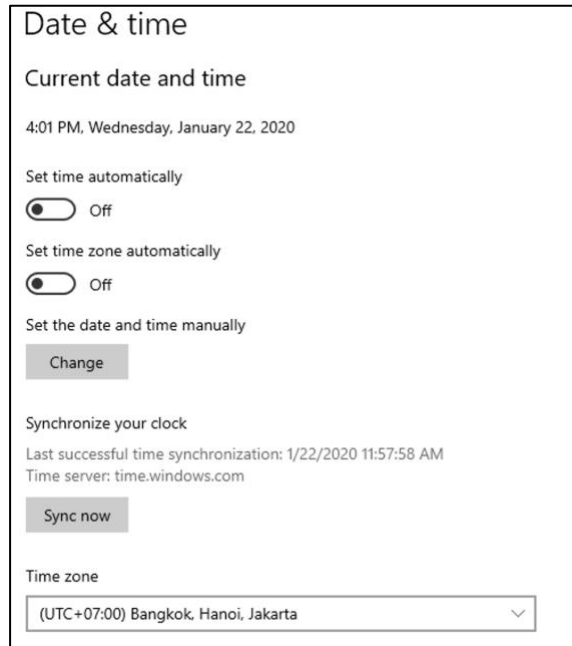 Date & time
Current date and time
4:01 PM, Wednesday, January 22, 2020
Set time automatically
Off
Set time zone automatically
Off
Set the date and time manually
Change
Synchronize your clock
Last successful time synchronization: 1/22/2020 11:57:58 AM
Time server: time.windows.com
Sync now
Time zone
(UTC+07:00) Bangkok, Hanoi, Jakarta